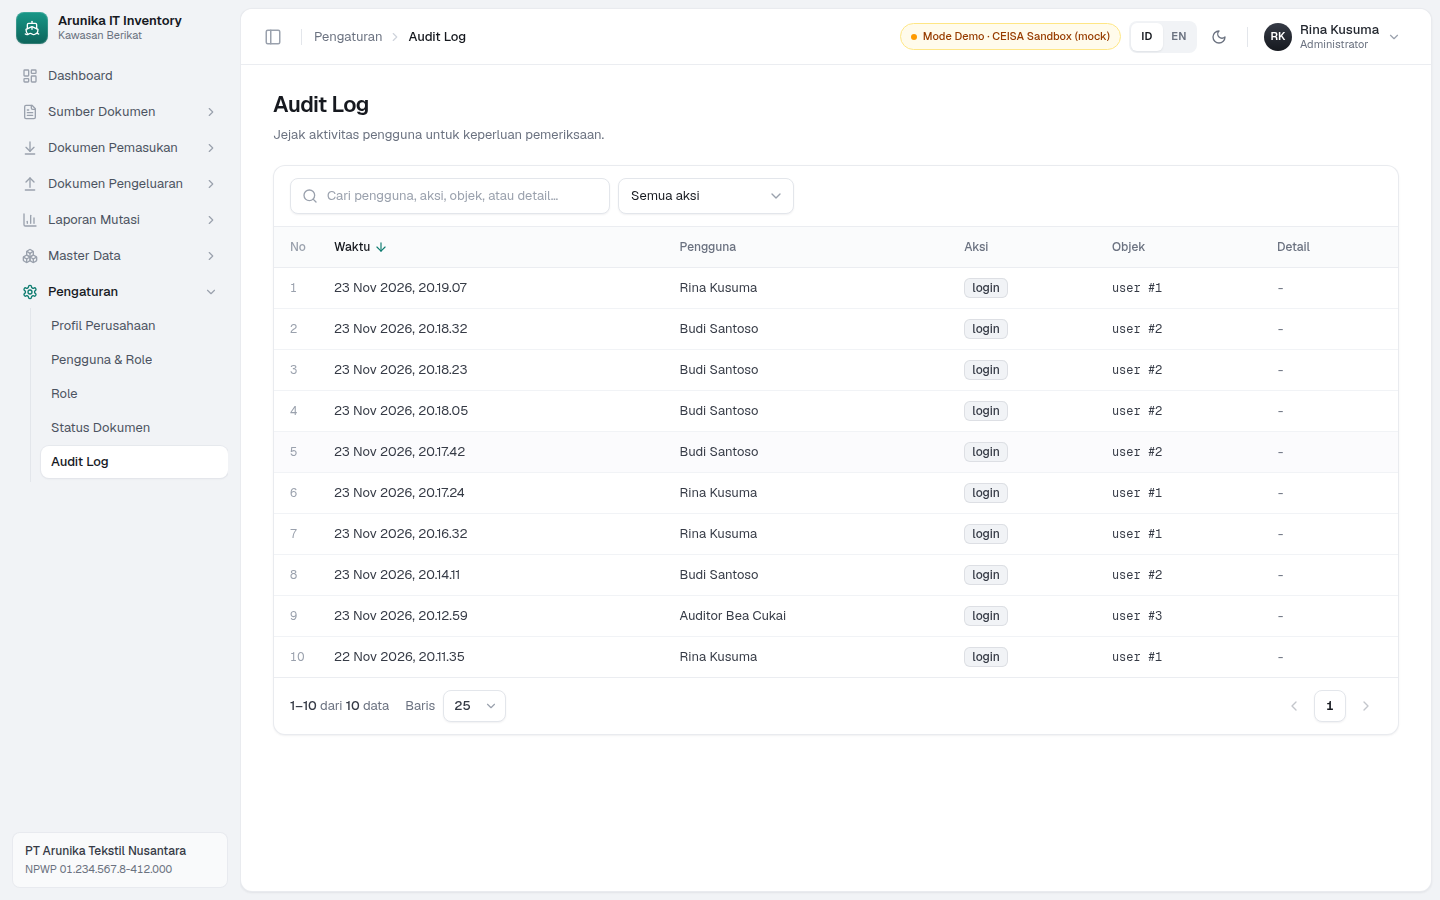 Arunika IT Inventory
Kawasan Berikat
Dashboard
Sumber Dokumen
Dokumen Pemasukan
Dokumen Pengeluaran
Laporan Mutasi
Master Data
Pengaturan
Profil Perusahaan
Pengguna & Role
Role
Status Dokumen
Audit Log
PT Arunika Tekstil Nusantara
NPWP 01.234.567.8-412.000
Pengaturan > Audit Log
Mode Demo · CEISA Sandbox (mock)
ID EN
RK Rina Kusuma
Administrator
Audit Log
Jejak aktivitas pengguna untuk keperluan pemeriksaan.
Cari pengguna, aksi, objek, atau detail... Semua aksi
No Waktu Pengguna Aksi Objek Detail
1 23 Nov 2026, 20.19.07 Rina Kusuma login user #1 -
2 23 Nov 2026, 20.18.32 Budi Santoso login user #2 -
3 23 Nov 2026, 20.18.23 Budi Santoso login user #2 -
4 23 Nov 2026, 20.18.05 Budi Santoso login user #2 -
5 23 Nov 2026, 20.17.42 Budi Santoso login user #2 -
6 23 Nov 2026, 20.17.24 Rina Kusuma login user #1 -
7 23 Nov 2026, 20.16.32 Rina Kusuma login user #1 -
8 23 Nov 2026, 20.14.11 Budi Santoso login user #2 -
9 23 Nov 2026, 20.12.59 Auditor Bea Cukai login user #3 -
10 22 Nov 2026, 20.11.35 Rina Kusuma login user #1 -
1–10 dari 10 data Baris 25 1